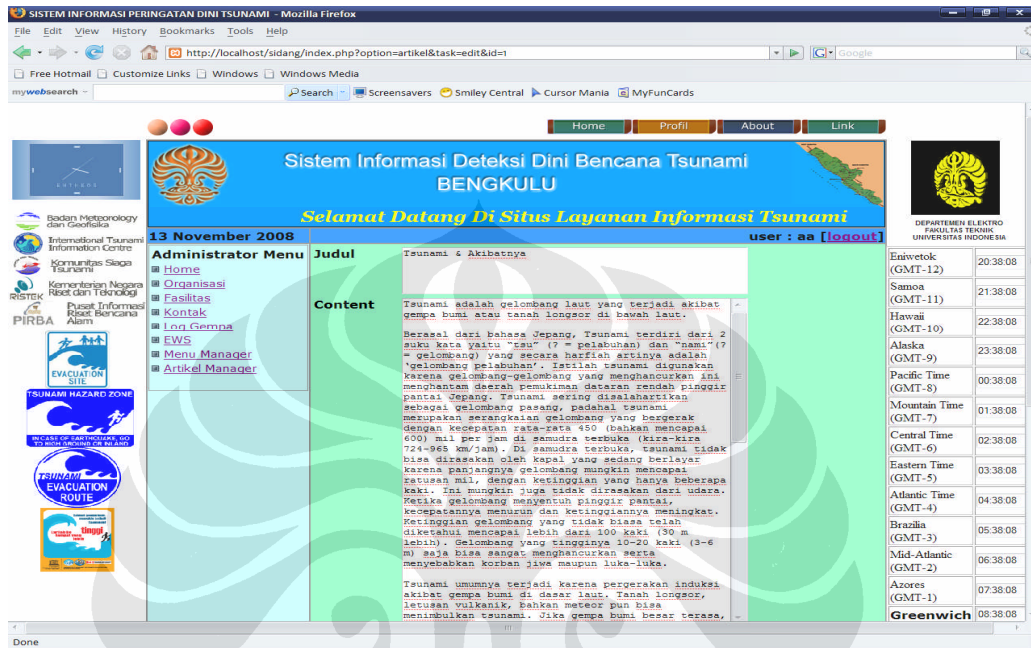 SISTEM INFORMASI PERINGATAN DINI TSUNAMI - Mozilla Firefox
File Edit View History Bookmarks Tools Help
http://localhost/sidang/index.php?option=artikel&task=edit&id=1
Google
Free Hotmail Customize Links Windows Windows Media
mywebsearch Search Screensavers Smiley Central Cursor Mania MyFunCards
Home Profil About Link
Sistem Informasi Deteksi Dini Bencana Tsunami
BENGKULU
Selamat Datang Di Situs Layanan Informasi Tsunami
13 November 2008 user : aa [logout]
Badan Meteorology
dan Geofisika
International Tsunami
Information Centre
Komunitas Siaga
Tsunami
RISTEK
Kementerian Negara
Riset dan Teknologi
PIRBA
Pusat Informasi
Riset Bencana
Alam
EVACUATION
SITE
TSUNAMI HAZARD ZONE
IN CASE OF EARTHQUAKE, GO
TO HIGH GROUND OR INLAND
TSUNAMI
EVACUATION
ROUTE
tinggi
Administrator Menu
Home
Organisasi
Fasilitas
Kontak
Log Gempa
EWS
Menu Manager
Artikel Manager
Judul
Tsunami & Akibatnya
Content
Tsunami adalah gelombang laut yang terjadi akibat
gempa bumi atau tanah longsor di bawah laut.
Berasal dari bahasa Jepang, Tsunami terdiri dari 2
suku kata yaitu "tsu" (? = pelabuhan) dan "nami"(?
= gelombang) yang secara harfiah artinya adalah
'gelombang pelabuhan'. Istilah tsunami digunakan
karena gelombang-gelombang yang menghancurkan ini
menghantam daerah pemukiman dataran rendah pinggir
pantai Jepang. Tsunami sering disalahartikan
sebagai gelombang pasang, padahal tsunami
merupakan serangkaian gelombang yang bergerak
dengan kecepatan rata-rata 450 (bahkan mencapai
600) mil per jam di samudra terbuka (kira-kira
724-965 km/jam). Di samudra terbuka, tsunami tidak
bisa dirasakan oleh kapal yang sedang berlayar
karena panjangnya gelombang mungkin mencapai
ratusan mil, dengan ketinggian yang hanya beberapa
kaki. Ini mungkin juga tidak dirasakan dari udara.
Ketika gelombang menyentuh pinggir pantai,
kecepatannya menurun dan ketinggiannya meningkat.
Ketinggian gelombang yang tidak biasa telah
diketahui mencapai lebih dari 100 kaki (30 m
lebih). Gelombang yang tingginya 10-20 kaki (3-6
m) saja bisa sangat menghancurkan serta
menyebabkan korban jiwa maupun luka-luka.
Tsunami umumnya terjadi karena pergerakan induksi
akibat gempa bumi di dasar laut. Tanah longsor,
letusan vulkanik, bahkan meteor pun bisa
menimbulkan tsunami. Jika gempa bumi besar terasa,
DEPARTEMEN ELEKTRO
FAKULTAS TEKNIK
UNIVERSITAS INDONESIA
Eniwetok
(GMT-12) 20:38:08
Samoa
(GMT-11) 21:38:08
Hawaii
(GMT-10) 22:38:08
Alaska
(GMT-9) 23:38:08
Pacific Time
(GMT-8) 00:38:08
Mountain Time
(GMT-7) 01:38:08
Central Time
(GMT-6) 02:38:08
Eastern Time
(GMT-5) 03:38:08
Atlantic Time
(GMT-4) 04:38:08
Brazilia
(GMT-3) 05:38:08
Mid-Atlantic
(GMT-2) 06:38:08
Azores
(GMT-1) 07:38:08
Greenwich 08:38:08
Done